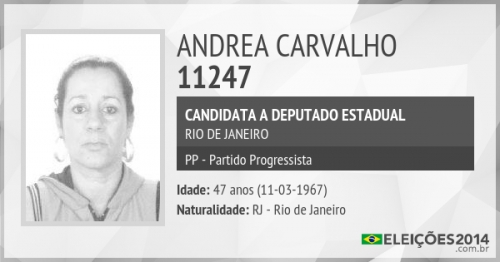 ANDREA CARVALHO
11247
CANDIDATA A DEPUTADO ESTADUAL
RIO DE JANEIRO
PP - Partido Progressista
Idade: 47 anos (11-03-1967)
Naturalidade: RJ - Rio de Janeiro
ELEIÇÕES2014
.com.br